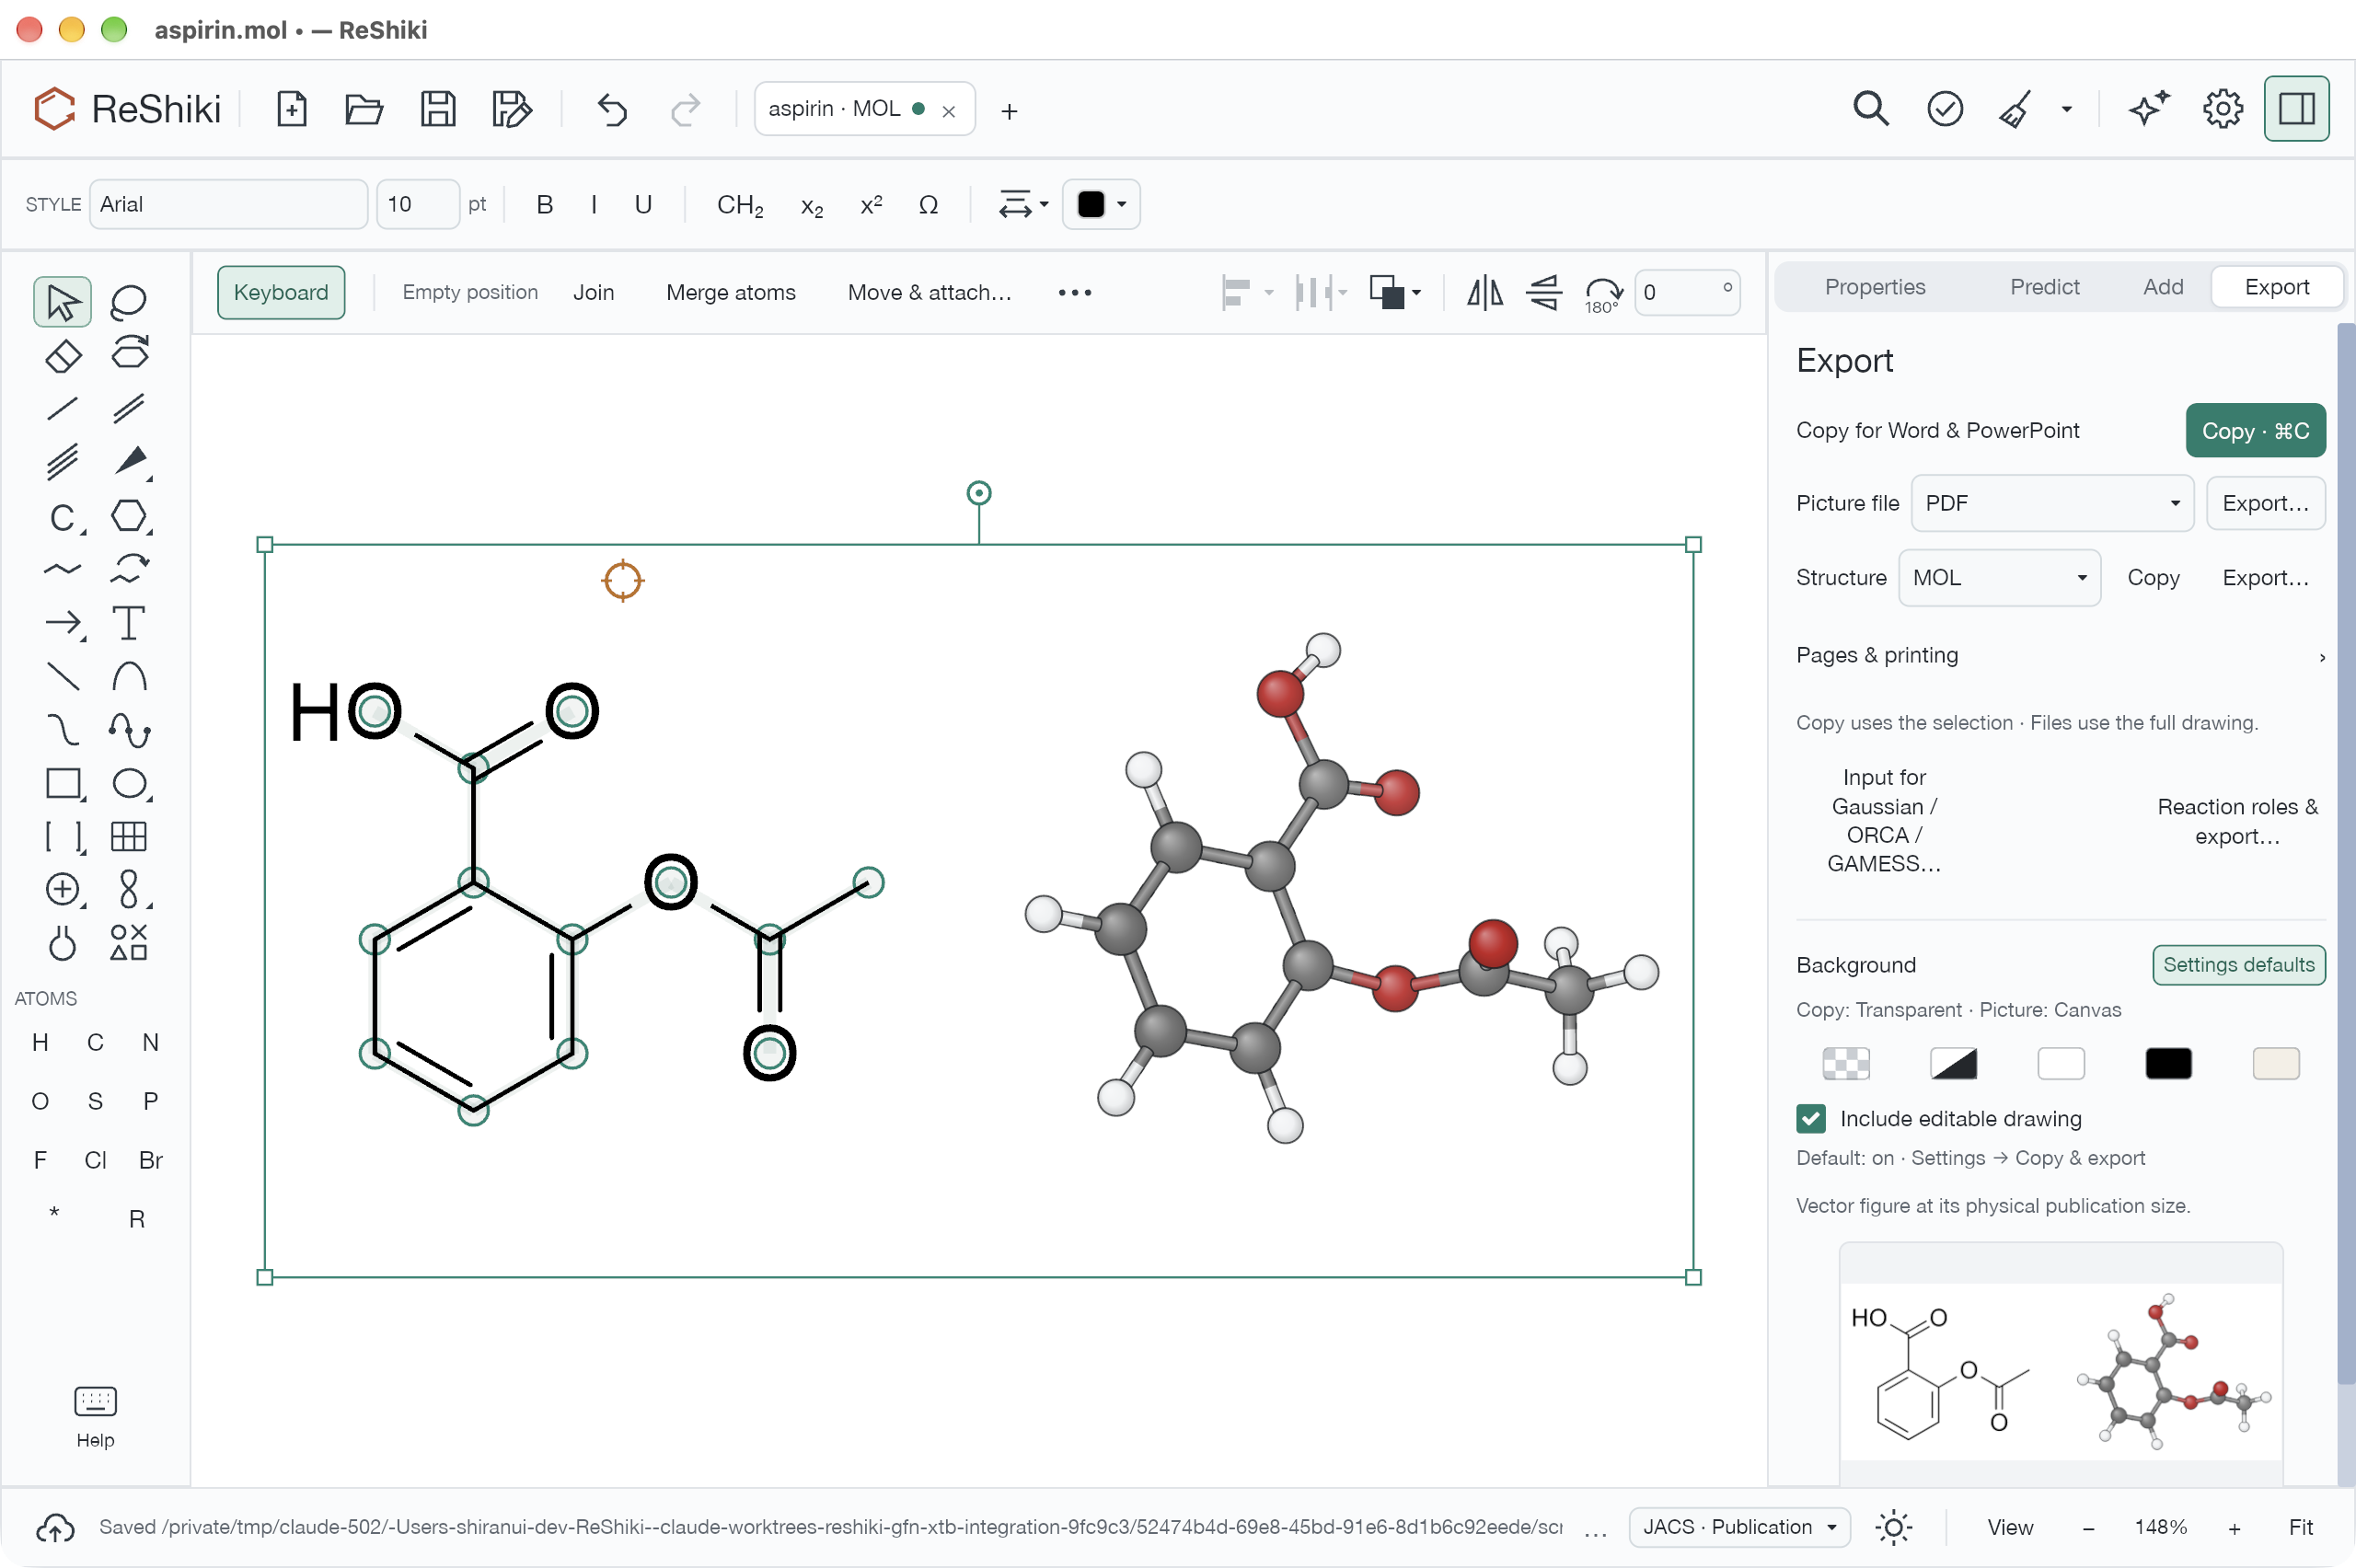 aspirin.mol • — ReShiki
ReShiki
aspirin · MOL
STYLE
Arial
10
pt
B
I
U
CH₂
x₂
x²
Ω
Keyboard
Empty position
Join
Merge atoms
Move & attach...
•••
180°
0
°
Properties
Predict
Add
Export
Export
Copy for Word & PowerPoint
Copy · ⌘C
Picture file
PDF
Export...
Structure
MOL
Copy
Export...
Pages & printing
Copy uses the selection · Files use the full drawing.
Input for
Gaussian /
ORCA /
GAMESS...
Reaction roles &
export...
Background
Settings defaults
Copy: Transparent · Picture: Canvas
Include editable drawing
Default: on · Settings → Copy & export
Vector figure at its physical publication size.
HO
O
O
O
HO
O
O
O
C
T
[ ]
ATOMS
H C N
O S P
F Cl Br
* R
Help
Saved /private/tmp/claude-502/-Users-shiranui-dev-ReShiki--claude-worktrees-reshiki-gfn-xtb-integration-9fc9c3/52474b4d-69e8-45bd-91e6-8d1b6c92eede/scr ...
JACS · Publication
View
–
148%
+
Fit